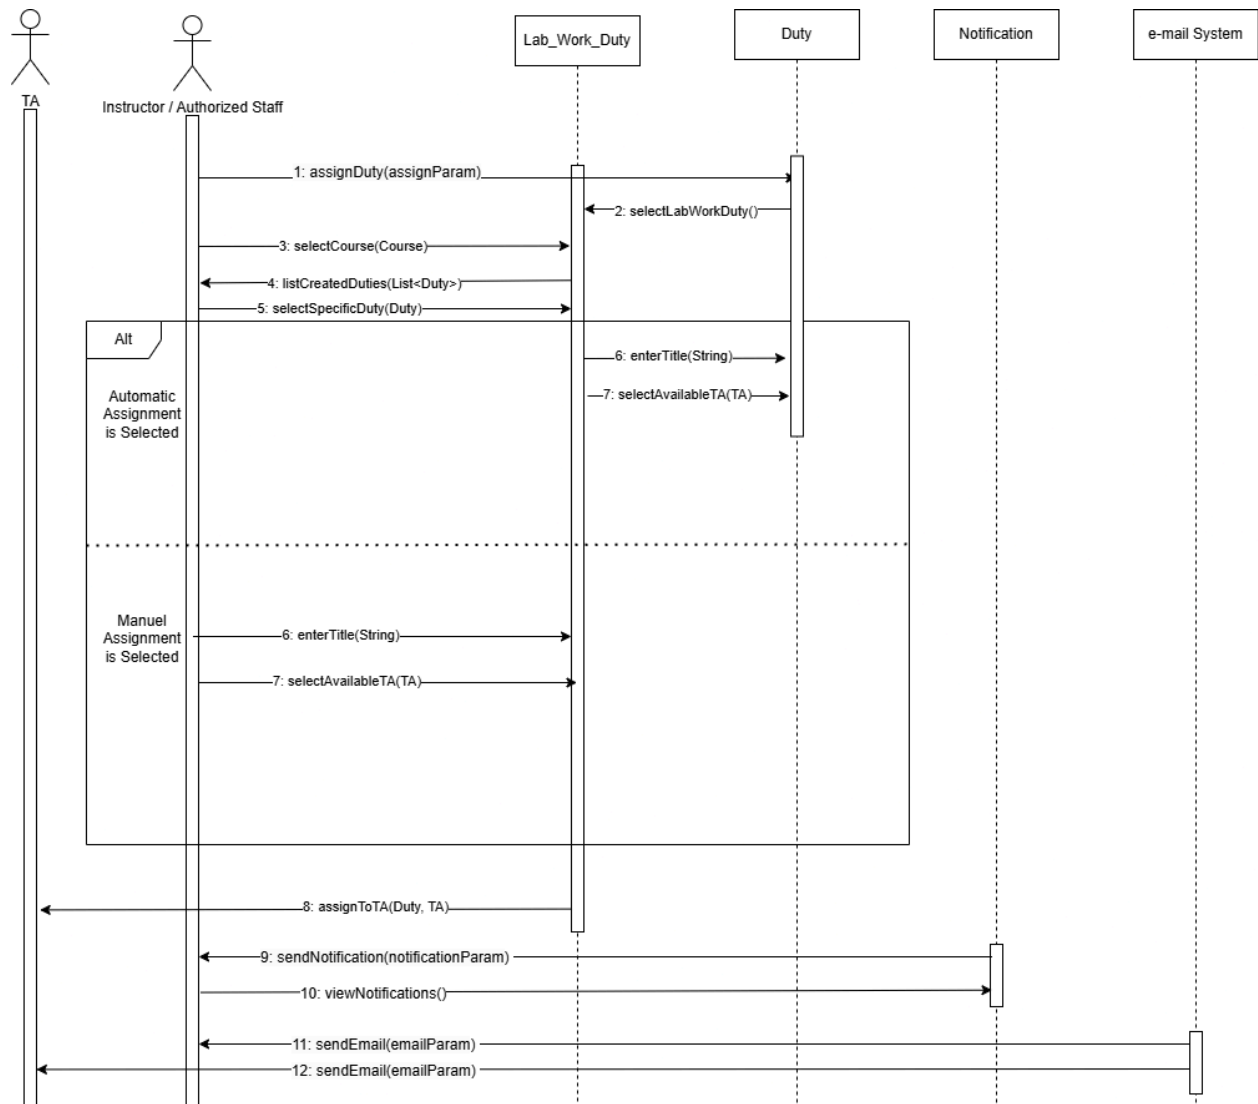 TA
Instructor / Authorized Staff
Lab_Work_Duty
Duty
Notification
e-mail System
1: assignDuty(assignParam)
2: selectLabWorkDuty()
3: selectCourse(Course)
4: listCreatedDuties(List<Duty>)
5: selectSpecificDuty(Duty)
Alt
Automatic
Assignment
is Selected
6: enterTitle(String)
7: selectAvailableTA(TA)
Manuel
Assignment
is Selected
6: enterTitle(String)
7: selectAvailableTA(TA)
8: assignToTA(Duty, TA)
9: sendNotification(notificationParam)
10: viewNotifications()
11: sendEmail(emailParam)
12: sendEmail(emailParam)